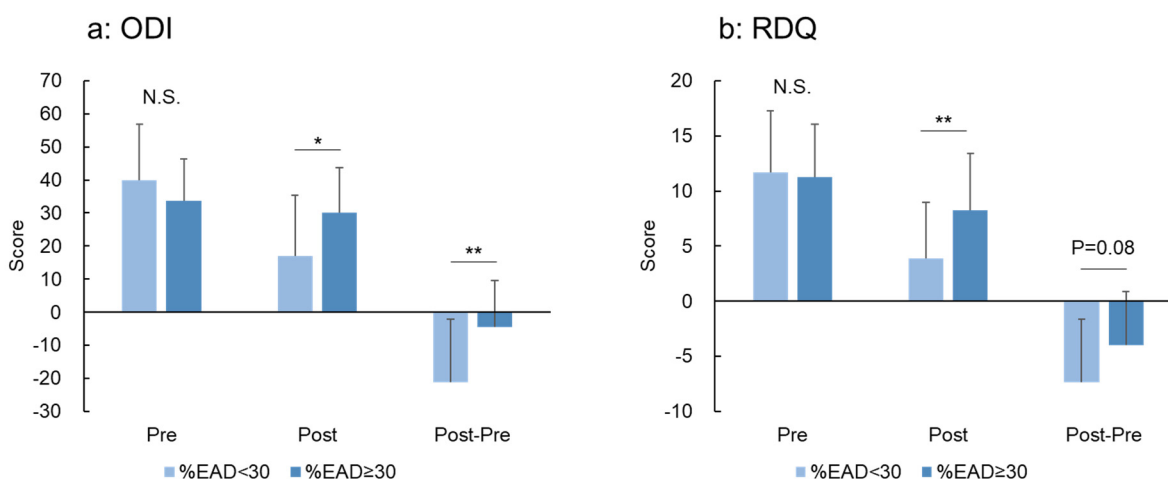 a: ODI
70
60
50
40
30
20
10
0
-10
-20
-30
Score
N.S.
*
**
Pre
Post
Post-Pre
%EAD<30
%EAD≥30
b: RDQ
20
15
10
5
0
-5
-10
Score
N.S.
**
P=0.08
Pre
Post
Post-Pre
%EAD<30
%EAD≥30